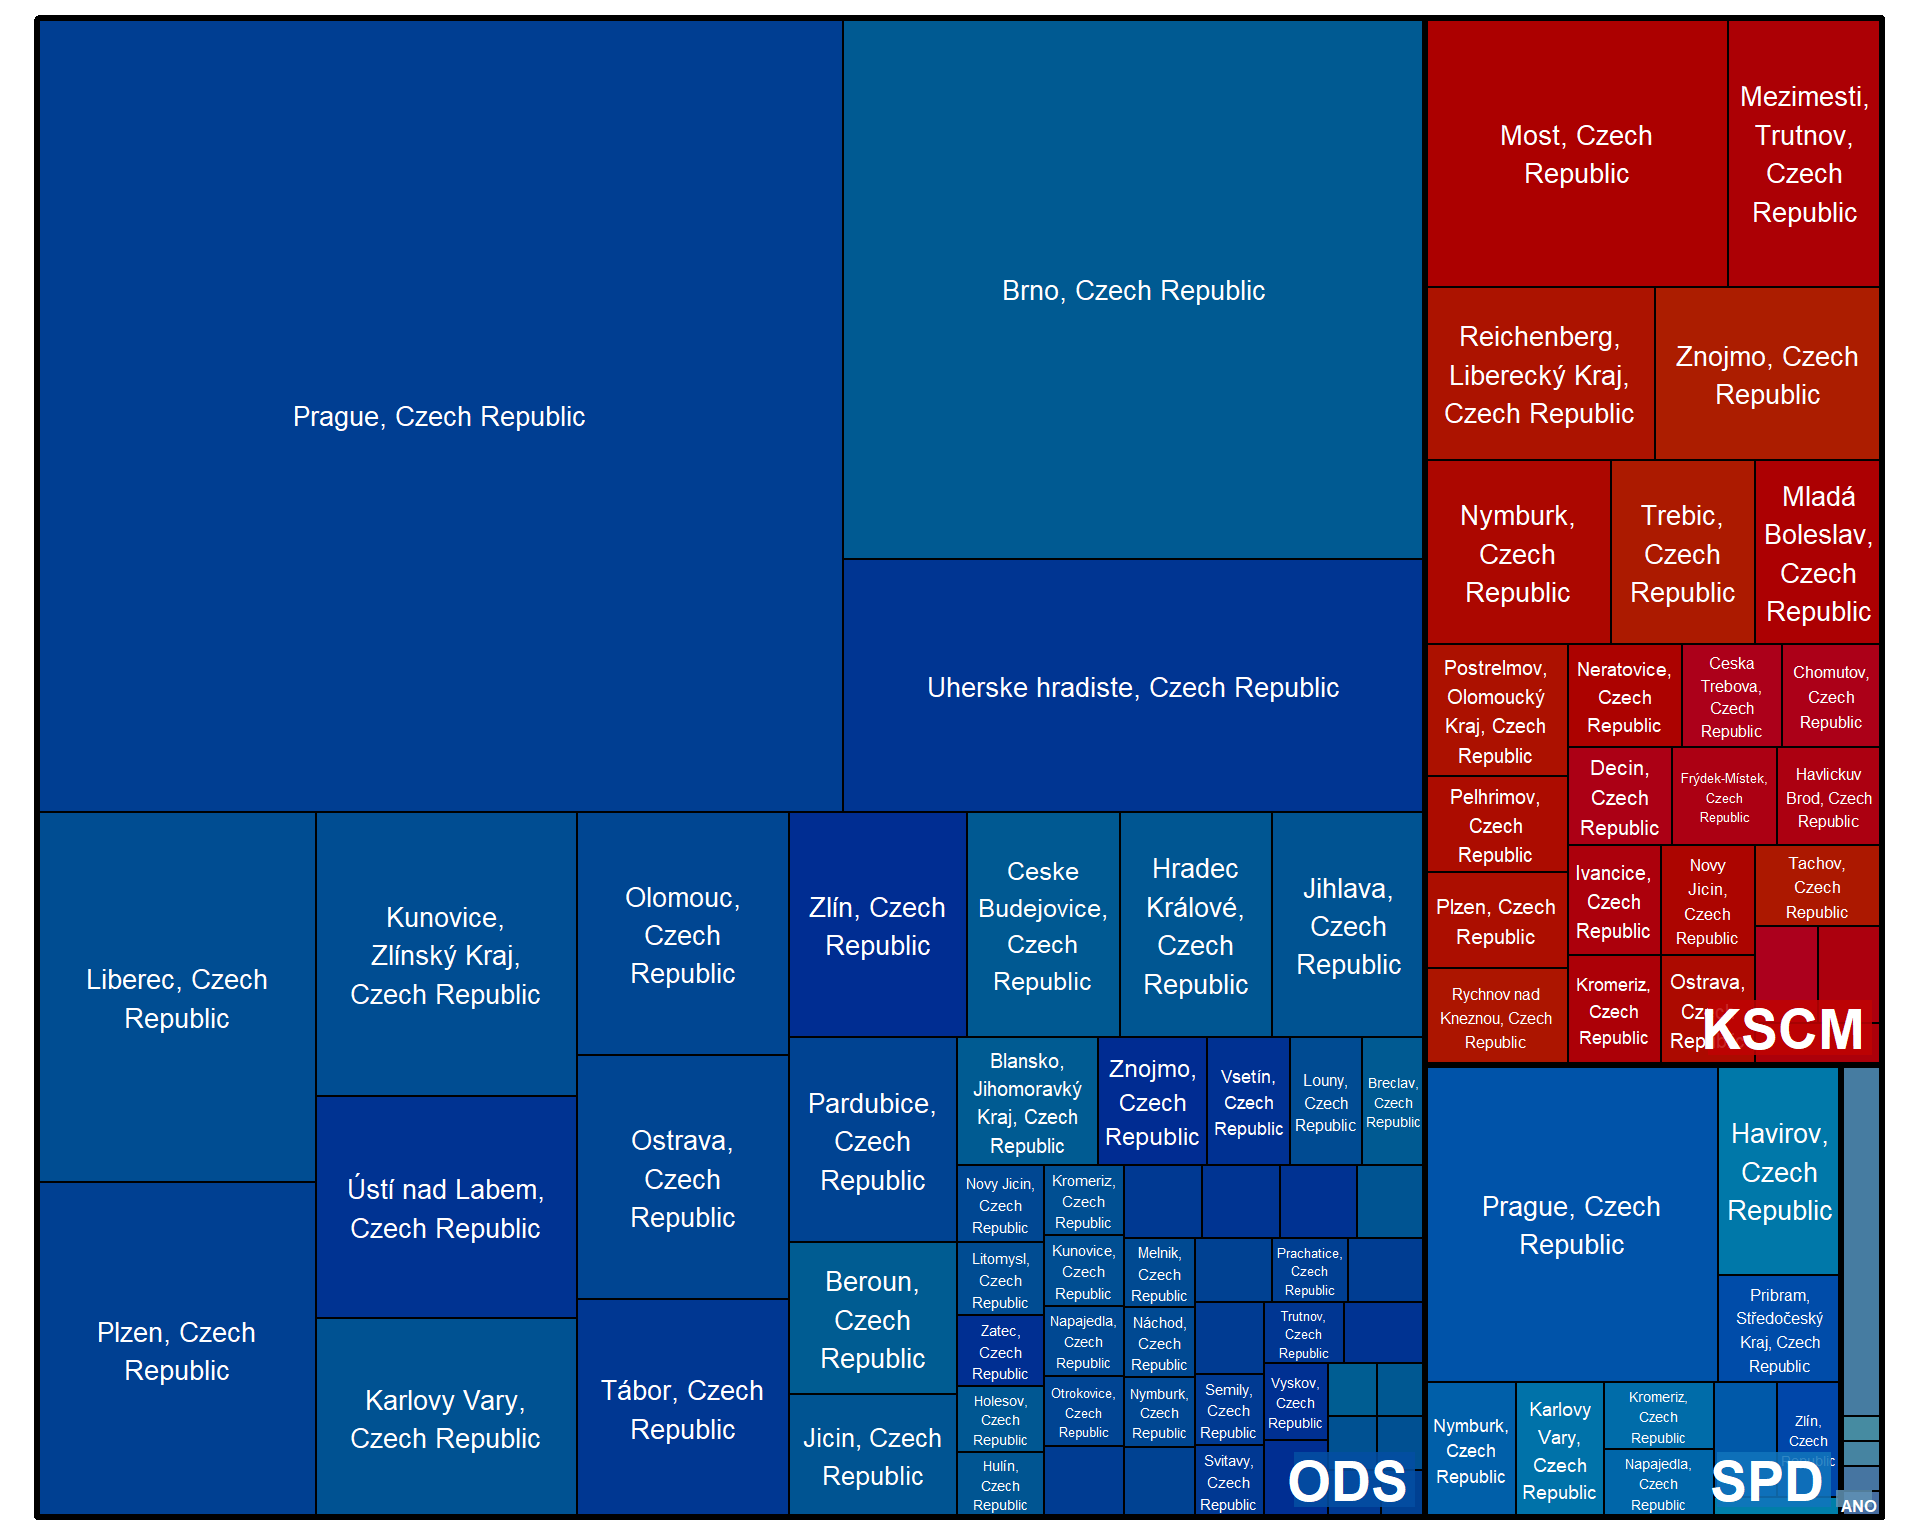 Prague, Czech Republic
Brno, Czech Republic
Uherske hradiste, Czech Republic
Liberec, Czech
Republic
Plzen, Czech
Republic
Kunovice,
Zlínský Kraj,
Czech Republic
Ústí nad Labem,
Czech Republic
Karlovy Vary,
Czech Republic
Olomouc,
Czech
Republic
Ostrava,
Czech
Republic
Tábor, Czech
Republic
Zlín, Czech
Republic
Ceske
Budejovice,
Czech
Republic
Hradec
Králové,
Czech
Republic
Jihlava,
Czech
Republic
Pardubice,
Czech
Republic
Beroun,
Czech
Republic
Jicin, Czech
Republic
Blansko,
Jihomoravký
Kraj, Czech
Republic
Znojmo,
Czech
Republic
Vsetín,
Czech
Republic
Louny,
Czech
Republic
Breclav,
Czech
Republic
Novy Jicin,
Czech
Republic
Litomysl,
Czech
Republic
Zatec,
Czech
Republic
Holesov,
Czech
Republic
Hulín,
Czech
Republic
Kromeriz,
Czech
Republic
Kunovice,
Czech
Republic
Napajedla,
Czech
Republic
Otrokovice,
Czech
Republic
Melnik,
Czech
Republic
Náchod,
Czech
Republic
Nymburk,
Czech
Republic
Prachatice,
Czech
Republic
Trutnov,
Czech
Republic
Semily,
Czech
Republic
Vyskov,
Czech
Republic
Svitavy,
Czech
Republic
ODS
Most, Czech
Republic
Mezimesti,
Trutnov,
Czech
Republic
Reichenberg,
Liberecký Kraj,
Czech Republic
Znojmo, Czech
Republic
Nymburk,
Czech
Republic
Trebic,
Czech
Republic
Mladá
Boleslav,
Czech
Republic
Postrelmov,
Olomoucký
Kraj, Czech
Republic
Pelhrimov,
Czech
Republic
Plzen, Czech
Republic
Rychnov nad
Kneznou, Czech
Republic
Neratovice,
Czech
Republic
Ceska
Trebova,
Czech
Republic
Chomutov,
Czech
Republic
Decin,
Czech
Republic
Frýdek-Místek,
Czech
Republic
Havlickuv
Brod, Czech
Republic
Ivancice,
Czech
Republic
Novy
Jicin,
Czech
Republic
Tachov,
Czech
Republic
Kromeriz,
Czech
Republic
Ostrava,
Czech
Republic
KSCM
Prague, Czech
Republic
Havirov,
Czech
Republic
Pribram,
Středočeský
Kraj, Czech
Republic
Nymburk,
Czech
Republic
Karlovy
Vary,
Czech
Republic
Kromeriz,
Czech
Republic
Napajedla,
Czech
Republic
Zlín,
Czech
Republic
SPD
ANO